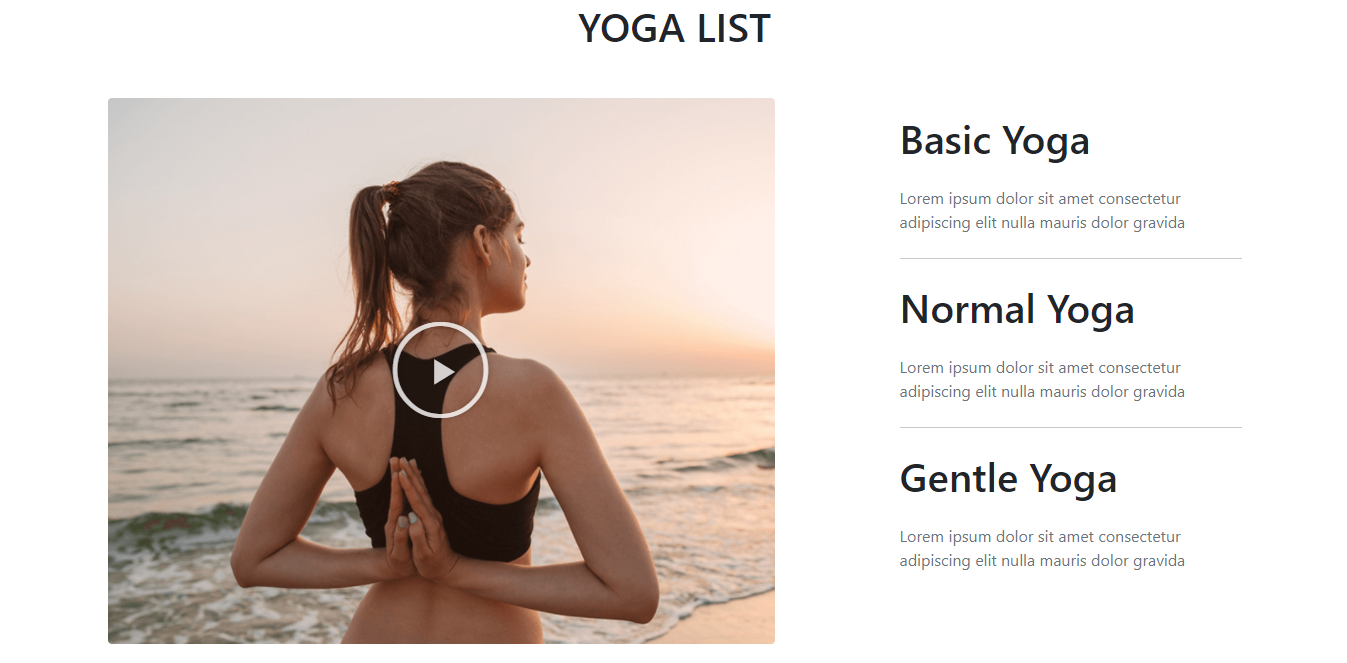 YOGA LIST
Basic Yoga
Lorem ipsum dolor sit amet consectetur
adipiscing elit nulla mauris dolor gravida
Normal Yoga
Lorem ipsum dolor sit amet consectetur
adipiscing elit nulla mauris dolor gravida
Gentle Yoga
Lorem ipsum dolor sit amet consectetur
adipiscing elit nulla mauris dolor gravida